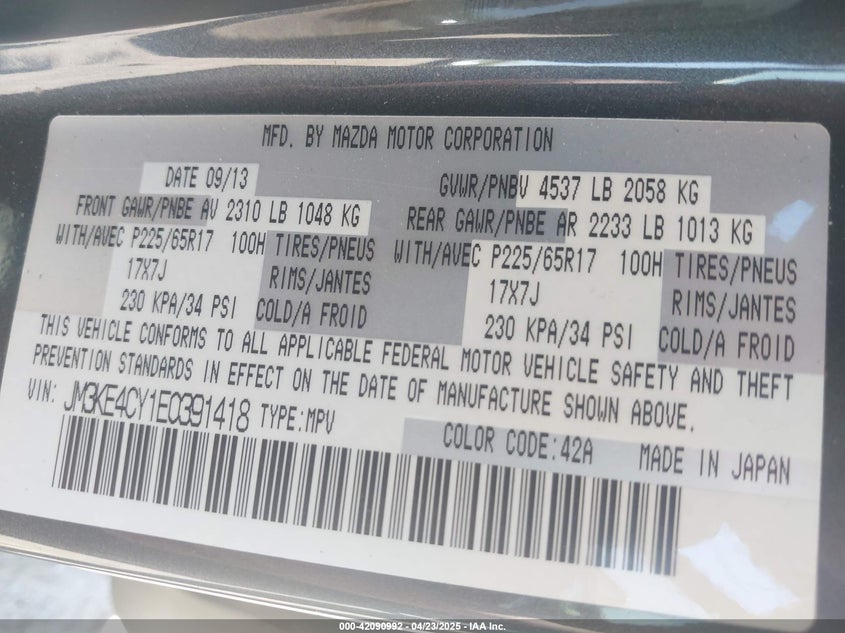 MFD. BY MAZDA MOTOR CORPORATION
DATE 09/13 GVWR/PNBV 4537 LB 2058 KG
FRONT GAWR/PNBE AV 2310 LB 1048 KG REAR GAWR/PNBE AR 2233 LB 1013 KG
WITH/AVEC P225/65R17 100H TIRES/PNEUS WITH/AVEC P225/65R17 100H TIRES/PNEUS
17X7J RIMS/JANTES 17X7J RIMS/JANTES
230 KPA/34 PSI COLD/A FROID 230 KPA/34 PSI COLD/A FROID
THIS VEHICLE CONFORMS TO ALL APPLICABLE FEDERAL MOTOR VEHICLE SAFETY AND THEFT
PREVENTION STANDARDS IN EFFECT ON THE DATE OF MANUFACTURE SHOWN ABOVE.
VIN: JM3KE4CY1E0391418 TYPE:MPV
COLOR CODE:42A MADE IN JAPAN
000-42090992 - 04/23/2025 - IAA Inc.